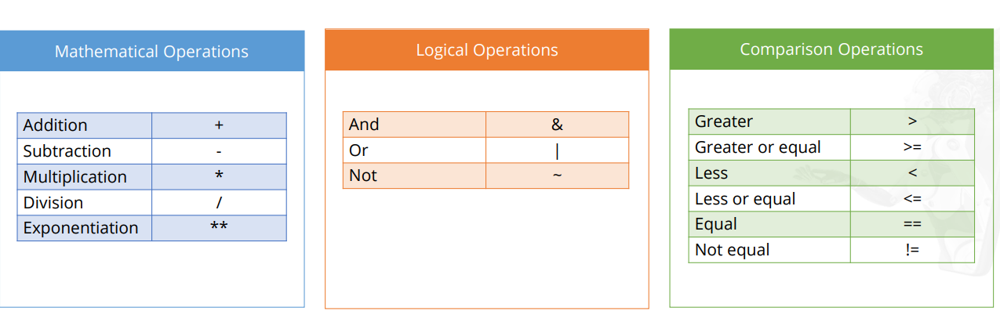 Mathematical Operations
Addition +
Subtraction -
Multiplication *
Division /
Exponentiation **
Logical Operations
And &
Or |
Not ~
Comparison Operations
Greater >
Greater or equal >=
Less <
Less or equal <=
Equal ==
Not equal !=